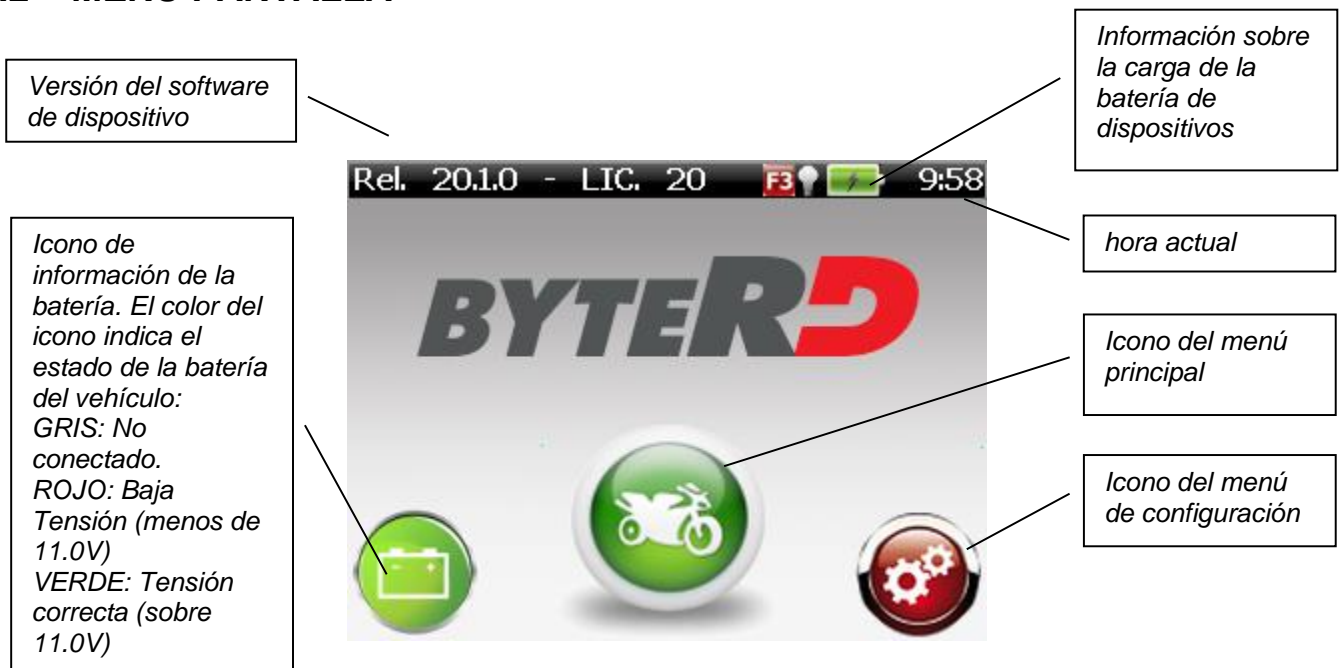 Versión del software
de dispositivo
Información sobre
la carga de la
batería de
dispositivos
Rel. 20.1.0 - LIC. 20 F3 9:58
hora actual
Icono de
información de la
batería. El color del
icono indica el
estado de la batería
del vehículo:
GRIS: No
conectado.
ROJO: Baja
Tensión (menos de
11.0V)
VERDE: Tensión
correcta (sobre
11.0V)
BYTERD
Icono del menú
principal
Icono del menú
de configuración